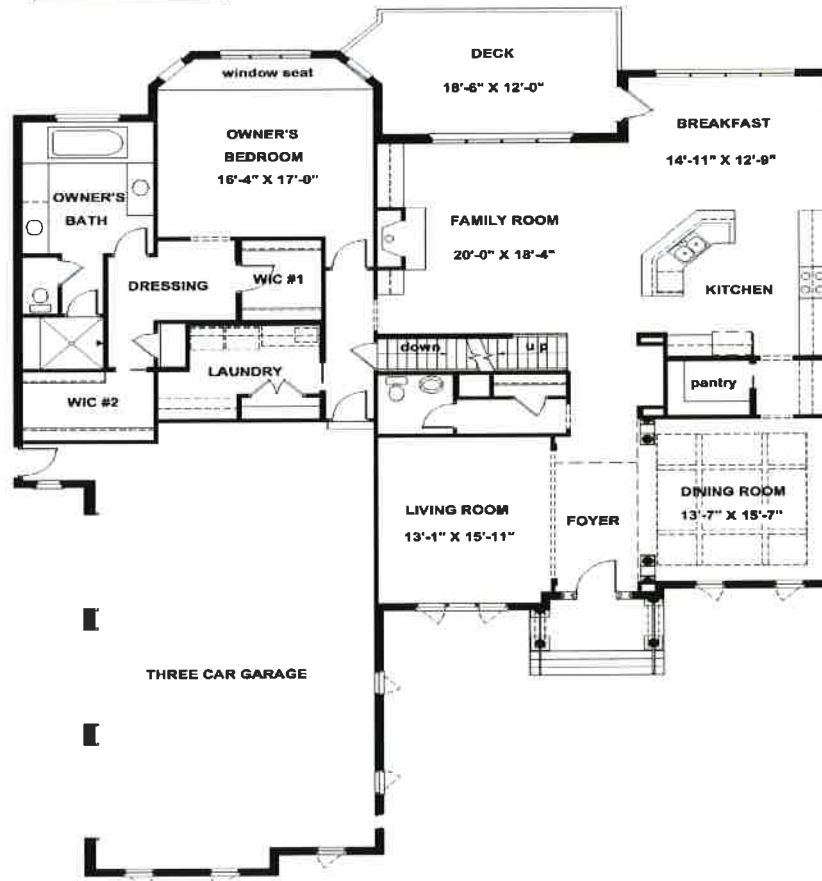 DECK
18'-6" X 12'-0"
window seat
BREAKFAST
14'-11" X 12'-9"
OWNER'S
BEDROOM
16'-4" X 17'-0"
OWNER'S
BATH
FAMILY ROOM
20'-0" X 18'-4"
WIC #1
DRESSING
KITCHEN
down
up
LAUNDRY
pantry
WIC #2
LIVING ROOM
13'-1" X 15'-11"
FOYER
DINING ROOM
13'-7" X 15'-7"
THREE CAR GARAGE